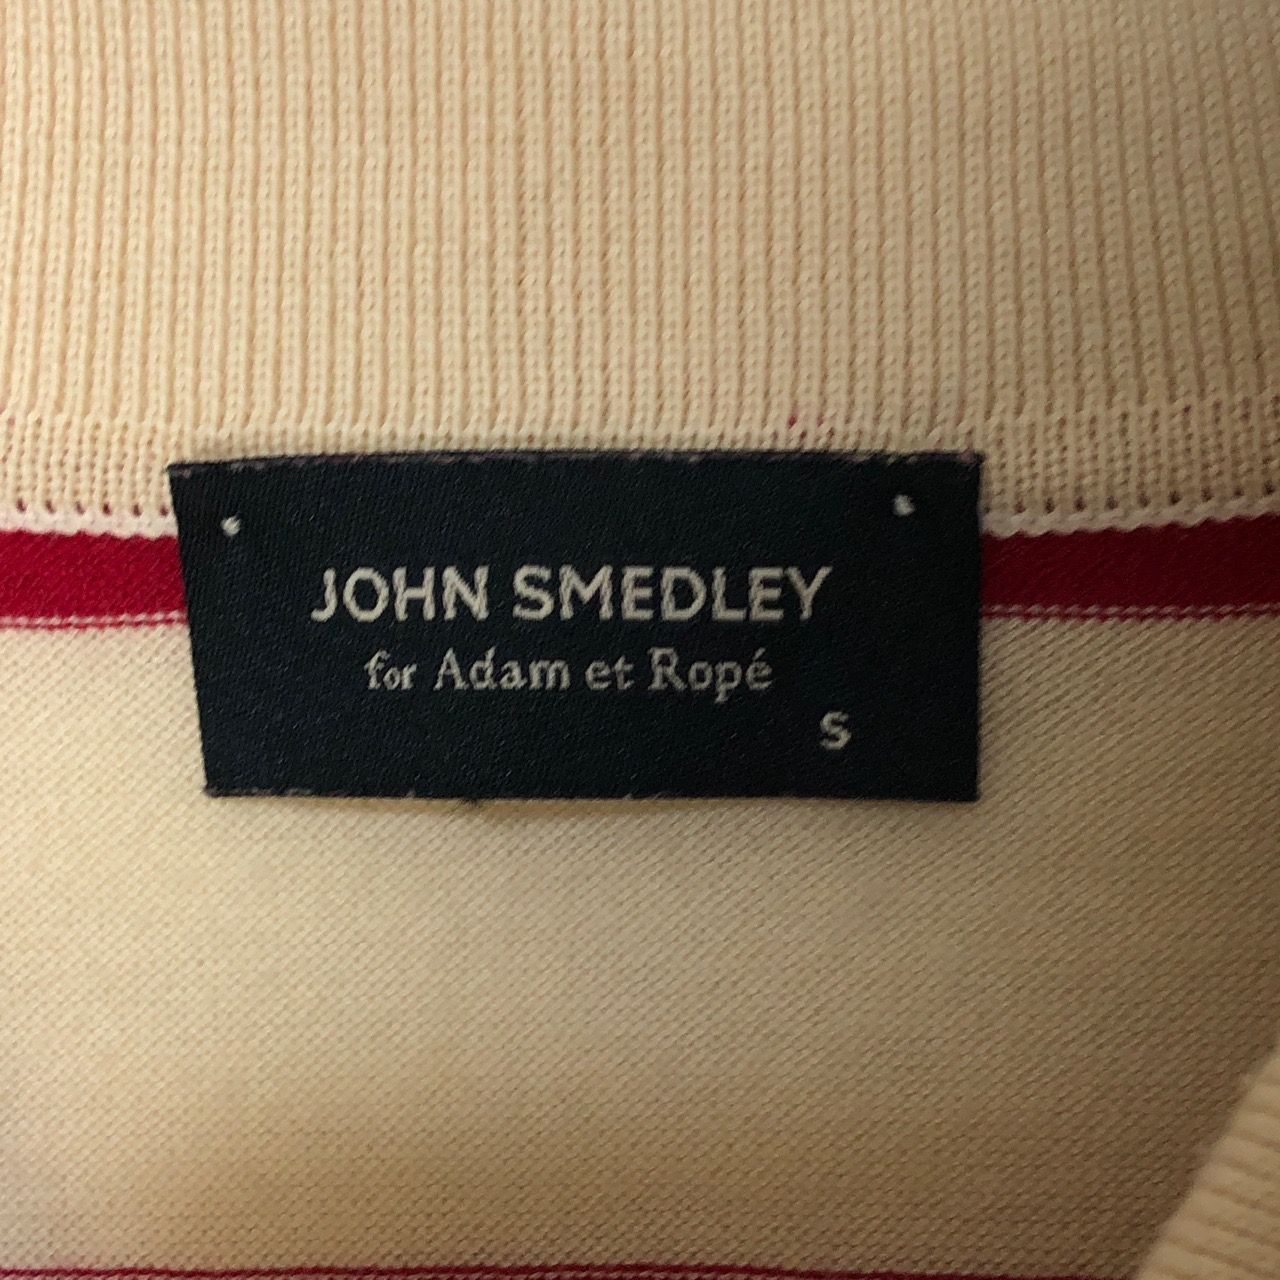 JOHN SMEDLEY
for Adam et Ropé
S